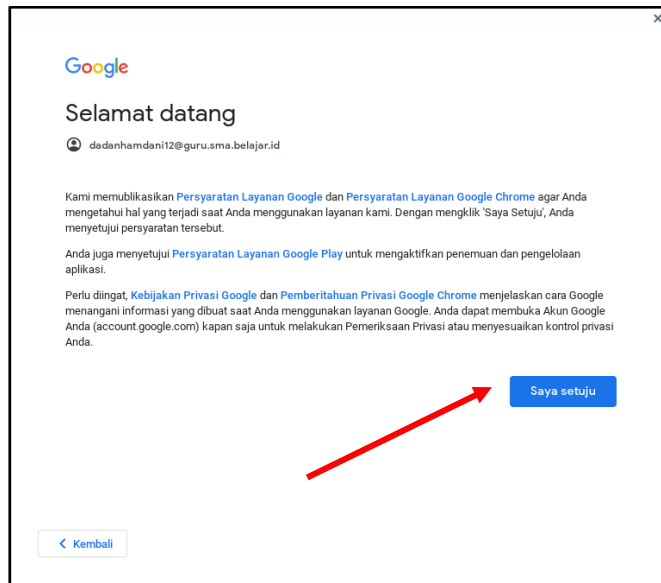 Google
Selamat datang
dadanhamdani12@guru.sma.belajar.id
Kami memublikasikan Persyaratan Layanan Google dan Persyaratan Layanan Google Chrome agar Anda
mengetahui hal yang terjadi saat Anda menggunakan layanan kami. Dengan mengklik 'Saya Setuju', Anda
menyetujui persyaratan tersebut.
Anda juga menyetujui Persyaratan Layanan Google Play untuk mengaktifkan penemuan dan pengelolaan
aplikasi.
Perlu diingat, Kebijakan Privasi Google dan Pemberitahuan Privasi Google Chrome menjelaskan cara Google
menangani informasi yang dibuat saat Anda menggunakan layanan Google. Anda dapat membuka Akun Google
Anda (account.google.com) kapan saja untuk melakukan Pemeriksaan Privasi atau menyesuaikan kontrol privasi
Anda.
Saya setuju
Kembali